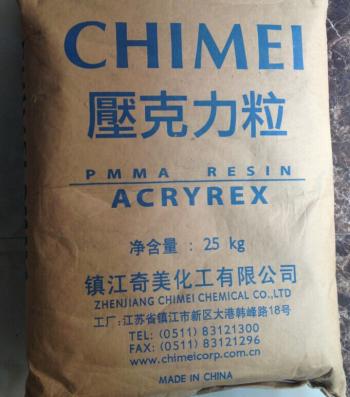 CHIMEI
壓克力粒
PMMA RESIN
ACRYREX
净含量：25 kg
镇江奇美化工有限公司
ZHENJIANG CHIMEI CHEMICAL CO.,LTD.
工厂：江苏省镇江市新区大港韩峰路18号
TEL: (0511) 83121300
FAX: (0511) 83121296
www.chimeicorp.com.cn
MADE IN CHINA